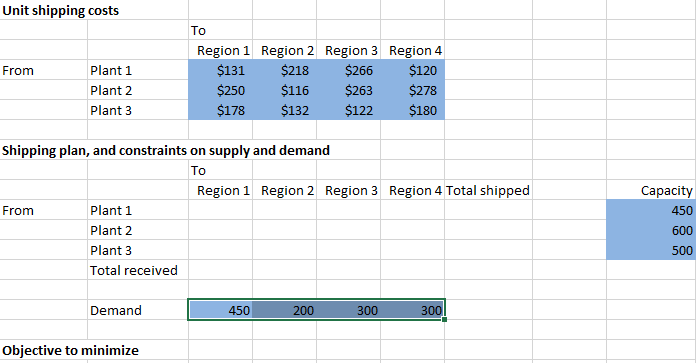 Unit shipping costs
To
Region 1 Region 2 Region 3 Region 4
From Plant 1 $131 $218 $266 $120
Plant 2 $250 $116 $263 $278
Plant 3 $178 $132 $122 $180
Shipping plan, and constraints on supply and demand
To
Region 1 Region 2 Region 3 Region 4 Total shipped Capacity
From Plant 1 450
Plant 2 600
Plant 3 500
Total received
Demand 450 200 300 300
Objective to minimize